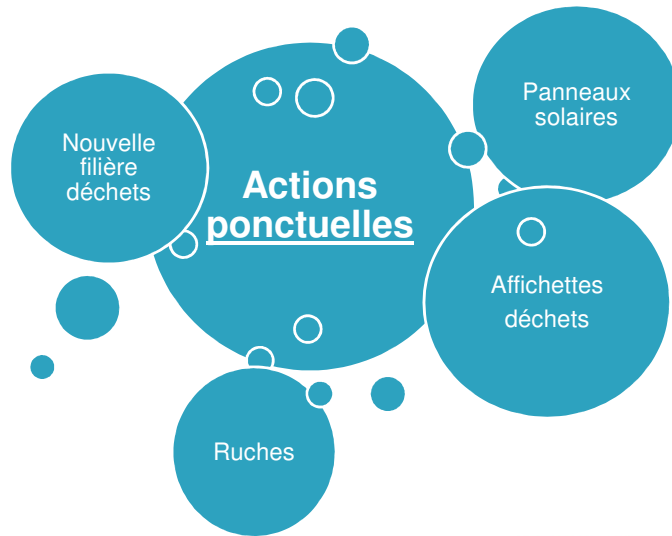 Panneaux
solaires
Nouvelle
filière
déchets
Actions
ponctuelles
Affichettes
déchets
Ruches